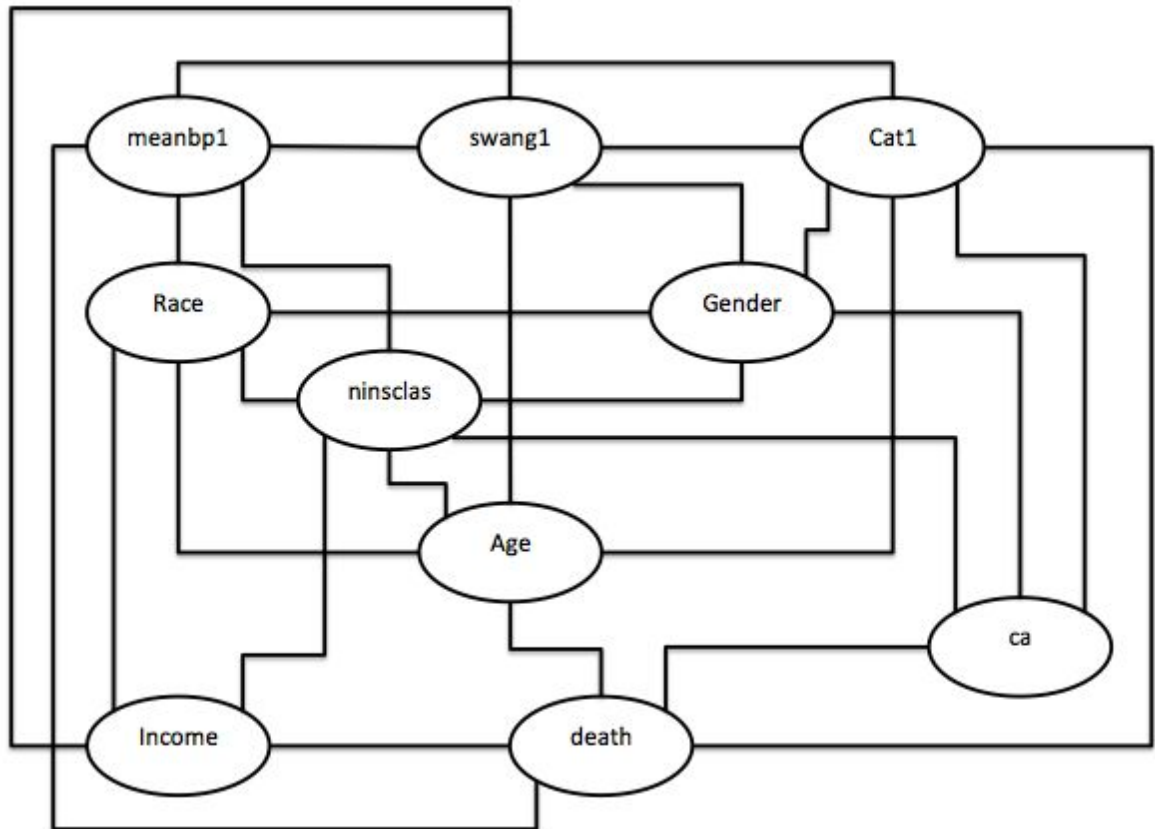 meanbp1
swang1
Cat1
Race
Gender
ninsclas
Age
ca
Income
death